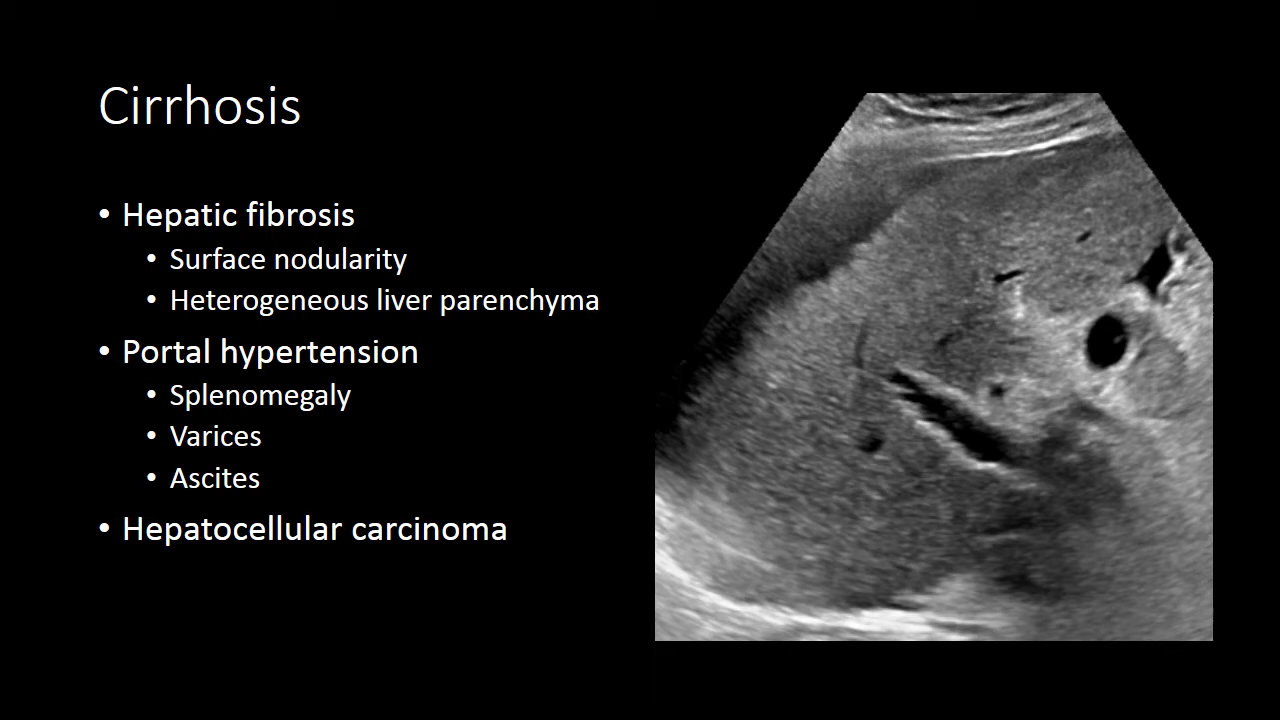 Cirrhosis
• Hepatic fibrosis
• Surface nodularity
• Heterogeneous liver parenchyma
• Portal hypertension
• Splenomegaly
• Varices
• Ascites
• Hepatocellular carcinoma